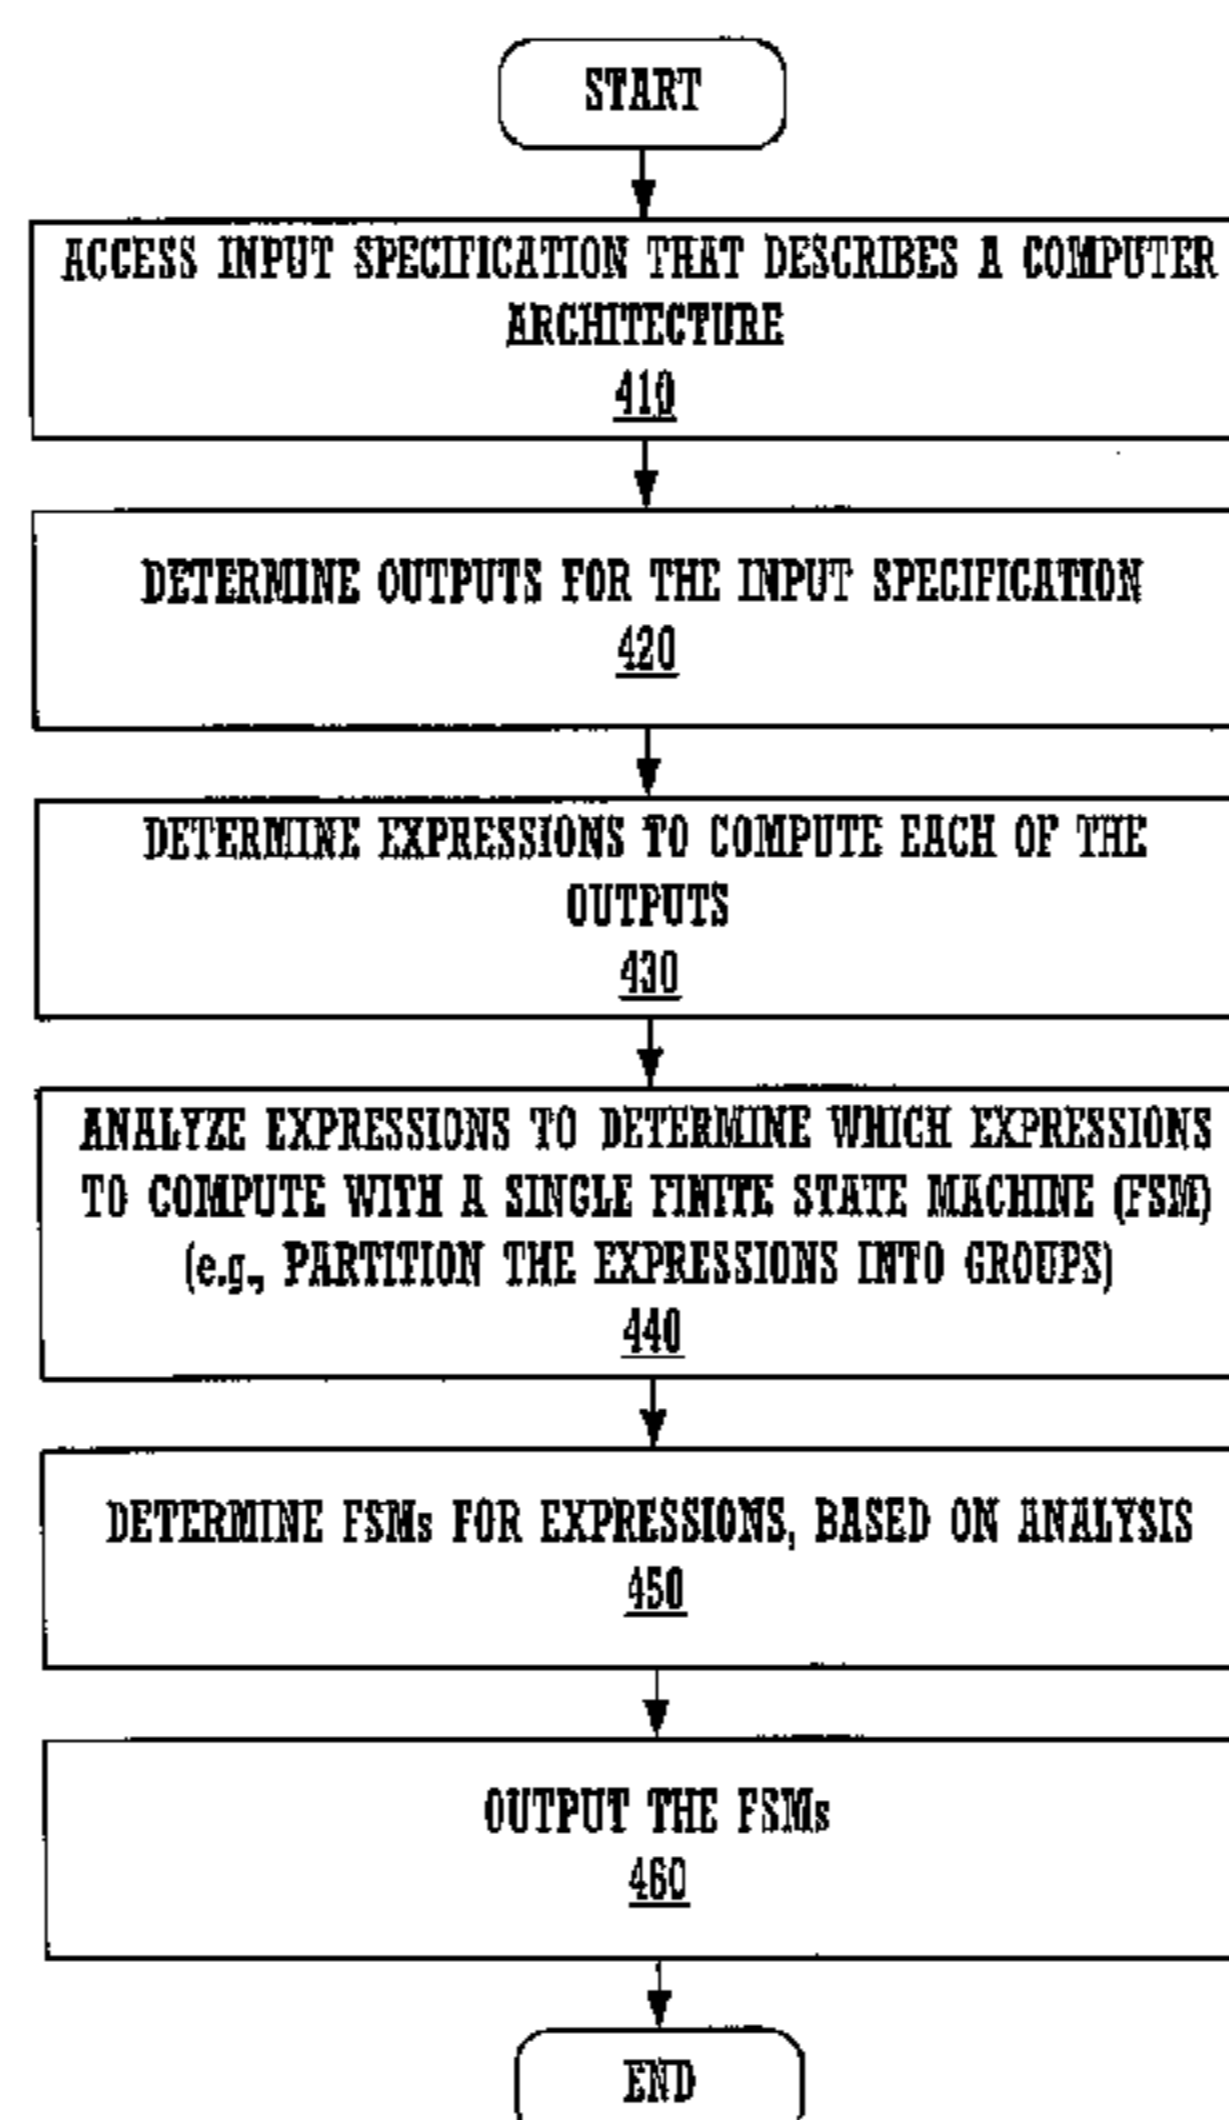 START
ACCESS INPUT SPECIFICATION THAT DESCRIBES A COMPUTER
ARCHITECTURE
410
DETERMINE OUTPUTS FOR THE INPUT SPECIFICATION
420
DETERMINE EXPRESSIONS TO COMPUTE EACH OF THE
OUTPUTS
430
ANALYZE EXPRESSIONS TO DETERMINE WHICH EXPRESSIONS
TO COMPUTE WITH A SINGLE FINITE STATE MACHINE (FSM)
(e.g., PARTITION THE EXPRESSIONS INTO GROUPS)
440
DETERMINE FSMs FOR EXPRESSIONS, BASED ON ANALYSIS
450
OUTPUT THE FSMs
460
END